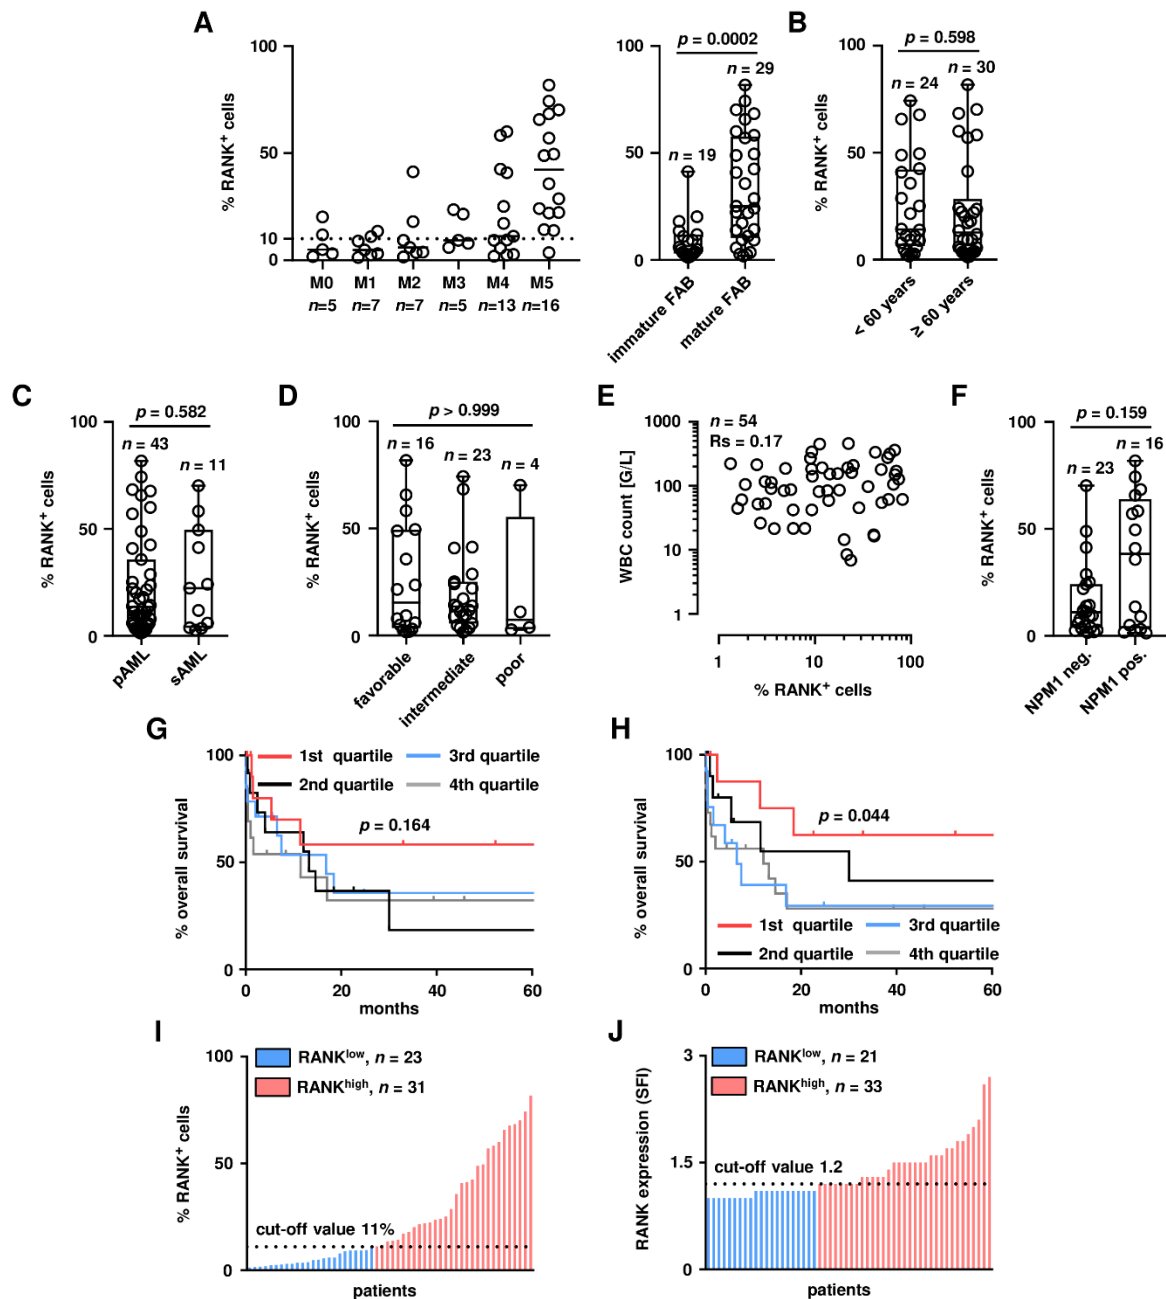 A
% RANK+ cells
100
50
10
0
M0 M1 M2 M3 M4 M5
n=5 n=7 n=7 n=5 n=13 n=16
100
50
0
p = 0.0002
n = 29
n = 19
immature FAB
mature FAB
B
% RANK+ cells
100
50
0
p = 0.598
n = 30
n = 24
< 60 years
≥ 60 years
C
% RANK+ cells
100
50
0
p = 0.582
n = 43
n = 11
pAML
sAML
D
% RANK+ cells
100
50
0
p > 0.999
n = 16
n = 23
n = 4
favorable
intermediate
poor
E
WBC count [G/L]
1000
100
10
1
n = 54
Rs = 0.17
1 10 100
% RANK+ cells
F
% RANK+ cells
100
50
0
p = 0.159
n = 16
n = 23
NPM1 neg.
NPM1 pos.
G
% overall survival
100
50
0
1st quartile 3rd quartile
2nd quartile 4th quartile
p = 0.164
0 20 40 60
months
H
% overall survival
100
50
0
p = 0.044
1st quartile 3rd quartile
2nd quartile 4th quartile
0 20 40 60
months
I
% RANK+ cells
100
50
0
RANKlow, n = 23
RANKhigh, n = 31
cut-off value 11%
patients
J
RANK expression (SFI)
3
1.5
0
RANKlow, n = 21
RANKhigh, n = 33
cut-off value 1.2
patients